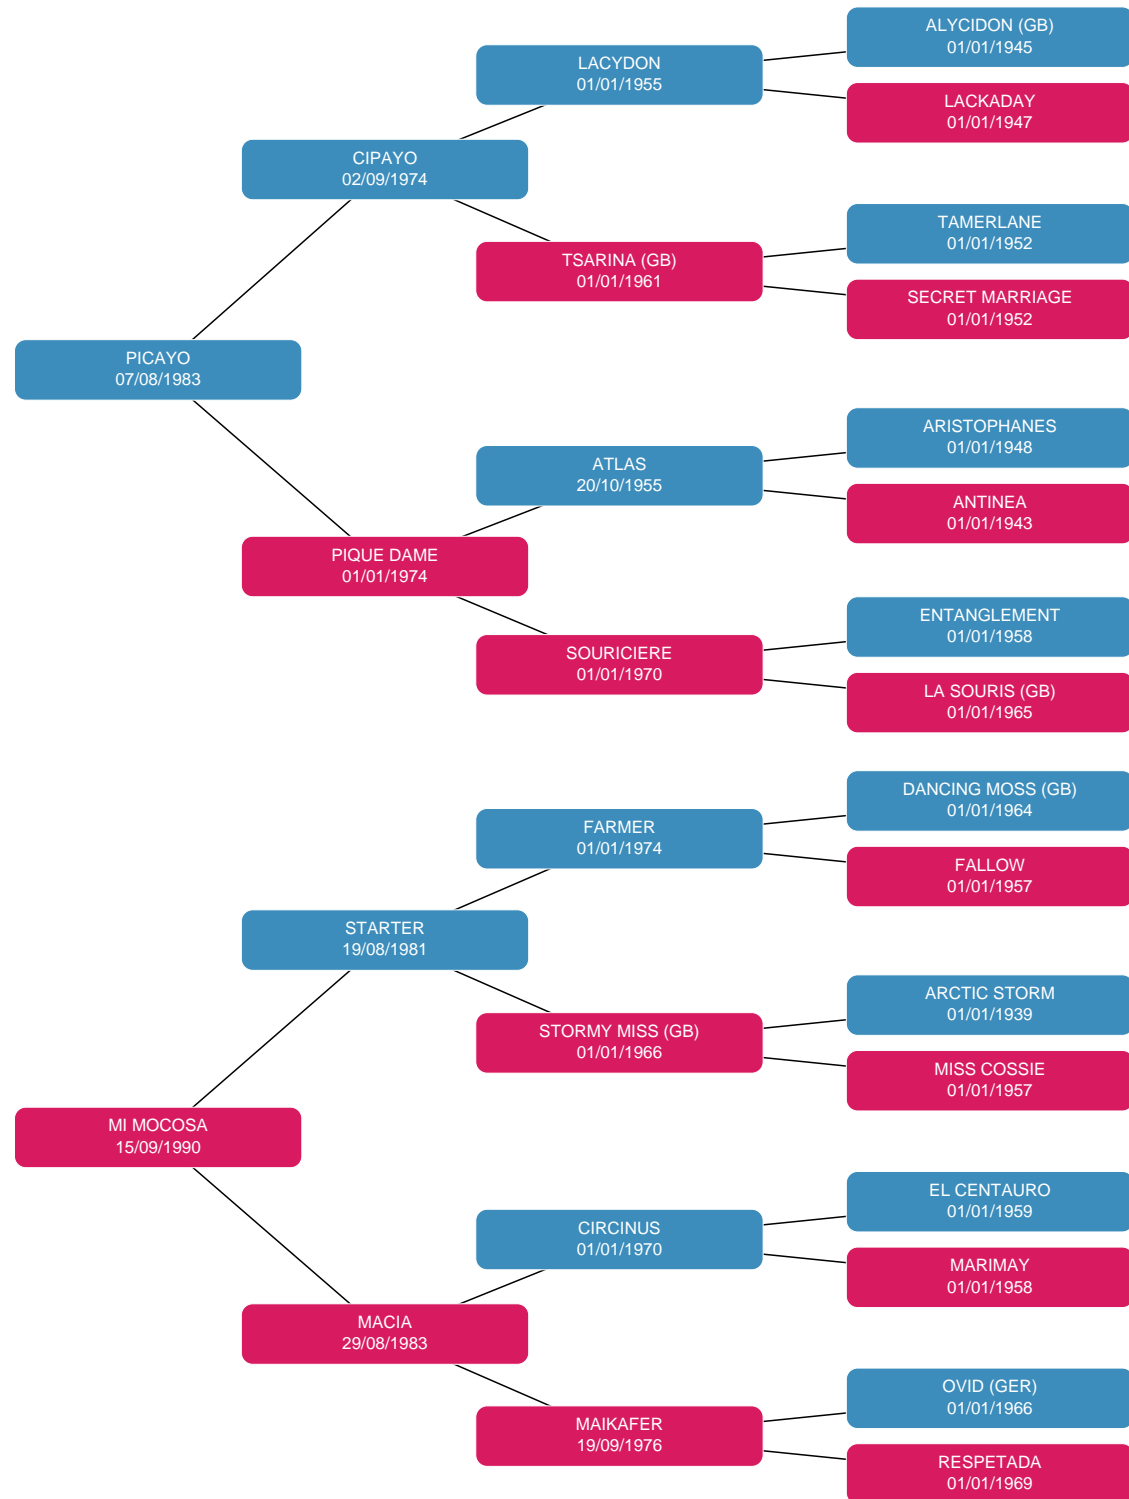 ALYCIDON (GB)
01/01/1945
LACYDON
01/01/1955
LACKADAY
01/01/1947
CIPAYO
02/09/1974
TAMERLANE
01/01/1952
TSARINA (GB)
01/01/1961
SECRET MARRIAGE
01/01/1952
PICAYO
07/08/1983
ARISTOPHANES
01/01/1948
ATLAS
20/10/1955
ANTINEA
01/01/1943
PIQUE DAME
01/01/1974
ENTANGLEMENT
01/01/1958
SOURICIERE
01/01/1970
LA SOURIS (GB)
01/01/1965
DANCING MOSS (GB)
01/01/1964
FARMER
01/01/1974
FALLOW
01/01/1957
STARTER
19/08/1981
ARCTIC STORM
01/01/1939
STORMY MISS (GB)
01/01/1966
MISS COSSIE
01/01/1957
MI MOCOSA
15/09/1990
EL CENTAURO
01/01/1959
CIRCINUS
01/01/1970
MARIMAY
01/01/1958
MACIA
29/08/1983
OVID (GER)
01/01/1966
MAIKAFER
19/09/1976
RESPETADA
01/01/1969